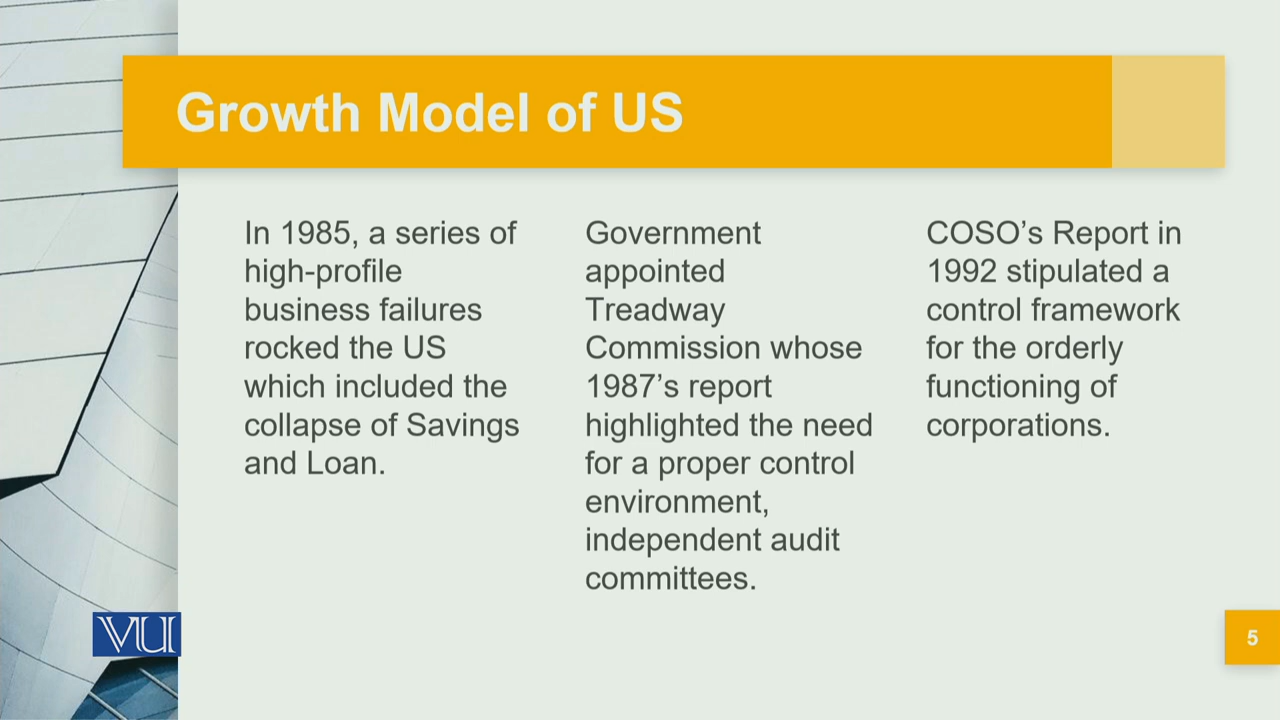 Growth Model of US
In 1985, a series of
high-profile
business failures
rocked the US
which included the
collapse of Savings
and Loan.
Government
appointed
Treadway
Commission whose
1987’s report
highlighted the need
for a proper control
environment,
independent audit
committees.
COSO’s Report in
1992 stipulated a
control framework
for the orderly
functioning of
corporations.
VU
5